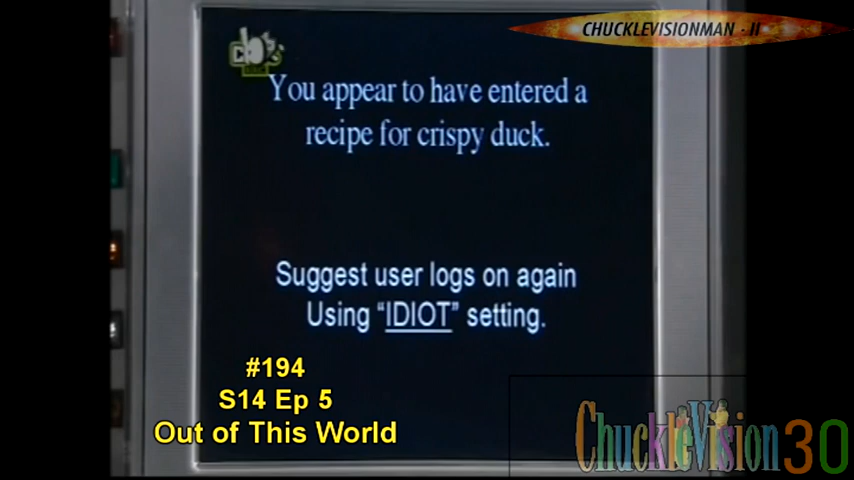 CHUCKLEVISIONMAN - II
You appear to have entered a
recipe for crispy duck.
Suggest user logs on again
Using “IDIOT” setting.
#194
S14 Ep 5
Out of This World
ChuckleVision30